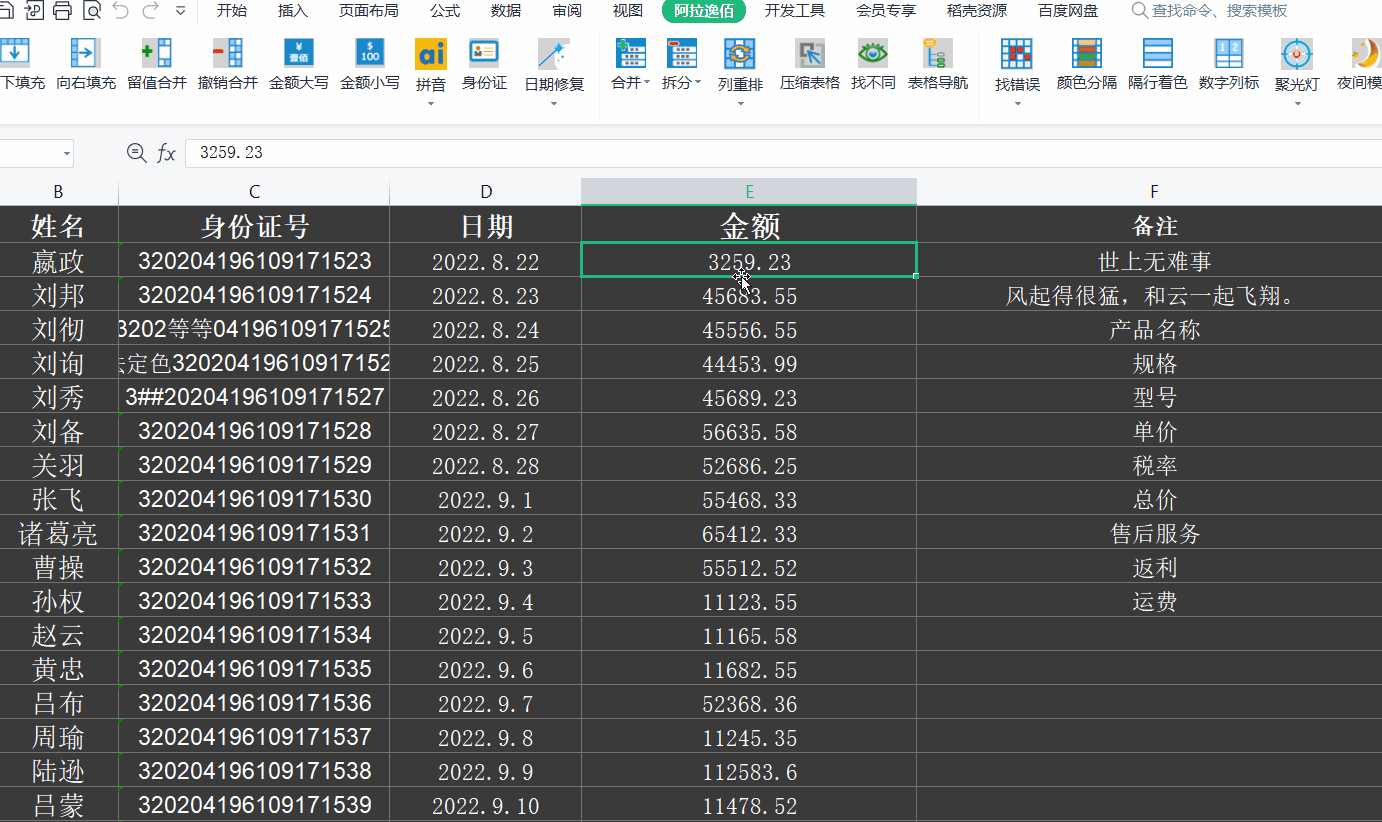 开始 插入 页面布局 公式 数据 审阅 视图 阿拉逸佰 开发工具 会员专享 稻壳资源 百度网盘 查找命令、搜索模板
¥ 壹佰 $ 100 ai 1 2
下填充 向右填充 留值合并 撤销合并 金额大写 金额小写 拼音 身份证 日期修复 合并 拆分 列重排 压缩表格 找不同 表格导航 找错误 颜色分隔 隔行着色 数字列标 聚光灯 夜间模
fx 3259.23
B C D E F
姓名 身份证号 日期 金额 备注
嬴政 320204196109171523 2022.8.22 3259.23 世上无难事
刘邦 320204196109171524 2022.8.23 45683.55 风起得很猛，和云一起飞翔。
刘彻 3202等等04196109171525 2022.8.24 45556.55 产品名称
刘询 定色32020419610917152 2022.8.25 44453.99 规格
刘秀 3##20204196109171527 2022.8.26 45689.23 型号
刘备 320204196109171528 2022.8.27 56635.58 单价
关羽 320204196109171529 2022.8.28 52686.25 税率
张飞 320204196109171530 2022.9.1 55468.33 总价
诸葛亮 320204196109171531 2022.9.2 65412.33 售后服务
曹操 320204196109171532 2022.9.3 55512.52 返利
孙权 320204196109171533 2022.9.4 11123.55 运费
赵云 320204196109171534 2022.9.5 11165.58
黄忠 320204196109171535 2022.9.6 11682.55
吕布 320204196109171536 2022.9.7 52368.36
周瑜 320204196109171537 2022.9.8 11245.35
陆逊 320204196109171538 2022.9.9 112583.6
吕蒙 320204196109171539 2022.9.10 11478.52